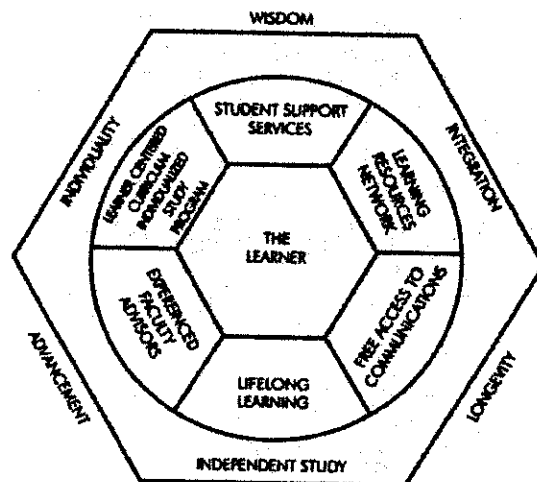 WISDOM
INDIVIDUALITY
INTEGRATION
STUDENT SUPPORT
SERVICES
LEARNER CENTERED
CURRICULUM
INDIVIDUALIZED
STUDY
PROGRAM
LEARNING
RESOURCES
NETWORK
THE
LEARNER
EXPERIENCED
FACULTY
ADVISORS
FREE ACCESS TO
COMMUNICATIONS
LIFELONG
LEARNING
ADVANCEMENT
LONGEVITY
INDEPENDENT STUDY